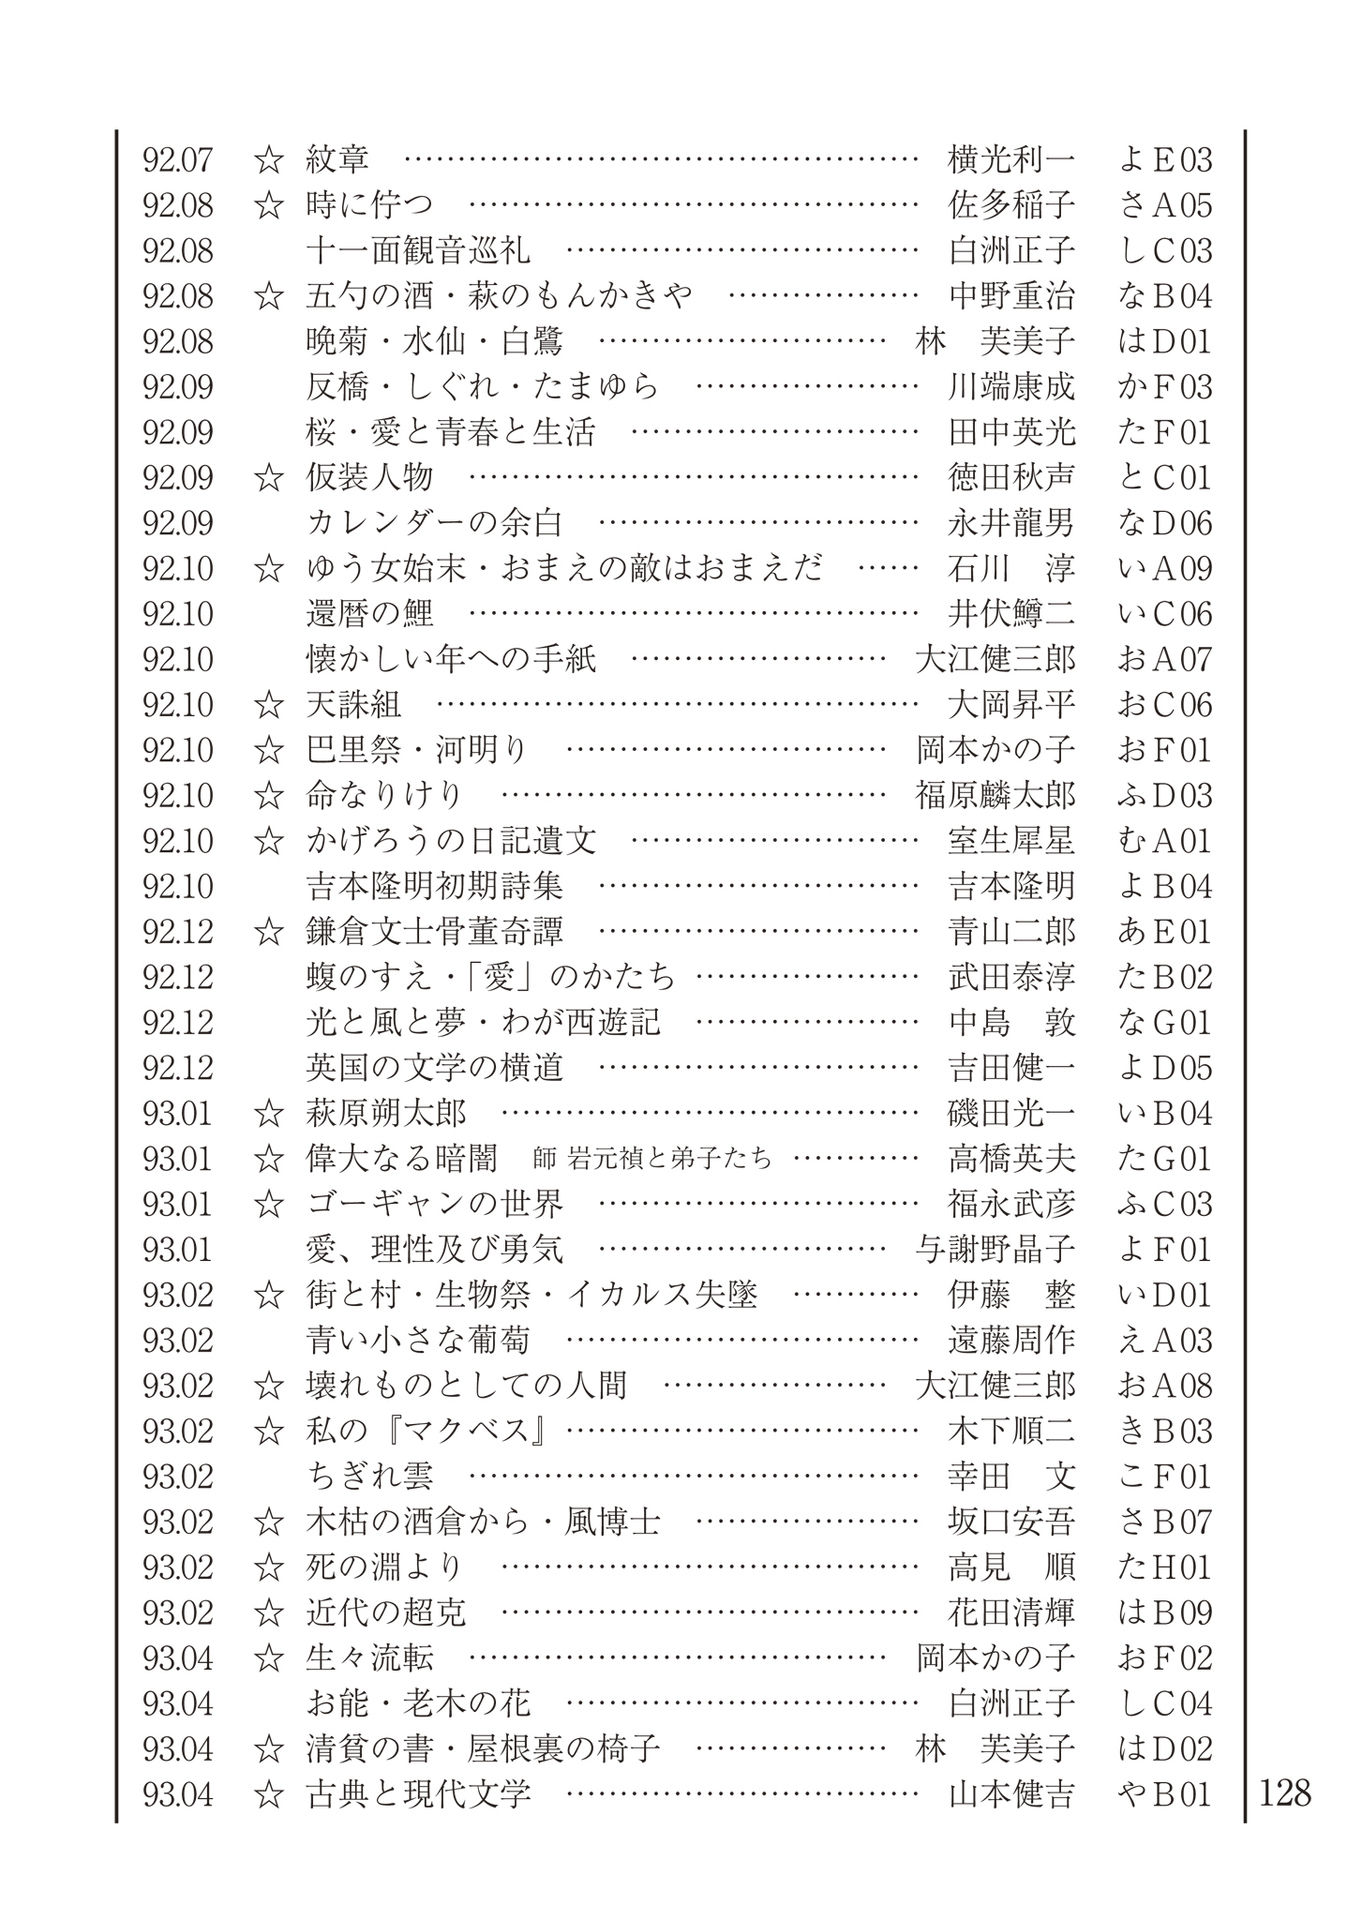 92.07 ☆ 紋章 ………… 横光利一 よE03
92.08 ☆ 時に佇つ ………… 佐多稲子 さA05
92.08 十一面観音巡礼 ………… 白洲正子 しC03
92.08 ☆ 五勺の酒・萩のもんかきや ………… 中野重治 なB04
92.08 晩菊・水仙・白鷺 ………… 林 芙美子 はD01
92.09 反橋・しぐれ・たまゆら ………… 川端康成 かF03
92.09 桜・愛と青春と生活 ………… 田中英光 たF01
92.09 ☆ 仮装人物 ………… 徳田秋声 とC01
92.09 カレンダーの余白 ………… 永井龍男 なD06
92.10 ☆ ゆう女始末・おまえの敵はおまえだ …… 石川 淳 いA09
92.10 還暦の鯉 ………… 井伏鱒二 いC06
92.10 懐かしい年への手紙 ………… 大江健三郎 おA07
92.10 ☆ 天誅組 ………… 大岡昇平 おC06
92.10 ☆ 巴里祭・河明り ………… 岡本かの子 おF01
92.10 ☆ 命なりけり ………… 福原麟太郎 ふD03
92.10 ☆ かげろうの日記遺文 ………… 室生犀星 むA01
92.10 吉本隆明初期詩集 ………… 吉本隆明 よB04
92.12 ☆ 鎌倉文士骨董奇譚 ………… 青山二郎 あE01
92.12 蝮のすえ・「愛」のかたち ………… 武田泰淳 たB02
92.12 光と風と夢・わが西遊記 ………… 中島 敦 なG01
92.12 英国の文学の横道 ………… 吉田健一 よD05
93.01 ☆ 萩原朔太郎 ………… 磯田光一 いB04
93.01 ☆ 偉大なる暗闇 師 岩元禎と弟子たち ………… 高橋英夫 たG01
93.01 ☆ ゴーギャンの世界 ………… 福永武彦 ふC03
93.01 愛、理性及び勇気 ………… 与謝野晶子 よF01
93.02 ☆ 街と村・生物祭・イカルス失墜 ………… 伊藤 整 いD01
93.02 青い小さな葡萄 ………… 遠藤周作 えA03
93.02 ☆ 壊れものとしての人間 ………… 大江健三郎 おA08
93.02 ☆ 私の『マクベス』………… 木下順二 きB03
93.02 ちぎれ雲 ………… 幸田 文 こF01
93.02 ☆ 木枯の酒倉から・風博士 ………… 坂口安吾 さB07
93.02 ☆ 死の淵より ………… 高見 順 たH01
93.02 ☆ 近代の超克 ………… 花田清輝 はB09
93.04 ☆ 生々流転 ………… 岡本かの子 おF02
93.04 お能・老木の花 ………… 白洲正子 しC04
93.04 ☆ 清貧の書・屋根裏の椅子 ………… 林 芙美子 はD02
93.04 ☆ 古典と現代文学 ………… 山本健吉 やB01
128